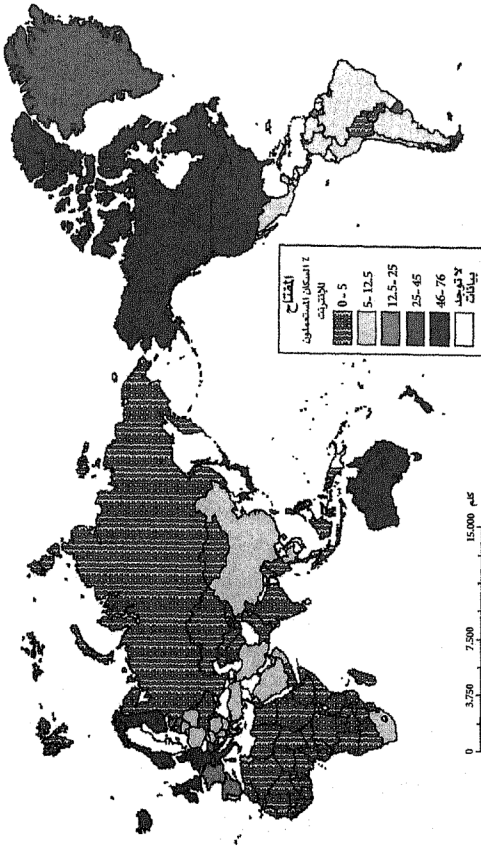 المفتاح
٪ السكان المستعملون
للإنترنت
0 - 5
5- 12.5
12.5- 25
25- 45
46- 76
لا توجد
بيانات
0 3.750 7.500 15.000 كلم